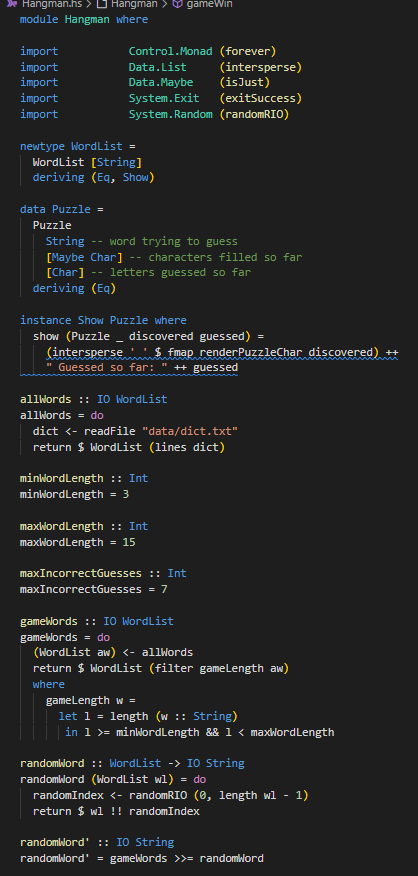 Hangman.hs > Hangman > gameWin
module Hangman where
import Control.Monad (forever)
import Data.List (intersperse)
import Data.Maybe (isJust)
import System.Exit (exitSuccess)
import System.Random (randomRIO)
newtype WordList =
  WordList [String]
  deriving (Eq, Show)
data Puzzle =
  Puzzle
    String -- word trying to guess
    [Maybe Char] -- characters filled so far
    [Char] -- letters guessed so far
  deriving (Eq)
instance Show Puzzle where
  show (Puzzle _ discovered guessed) =
    (intersperse ' ' $ fmap renderPuzzleChar discovered) ++
    " Guessed so far: " ++ guessed
allWords :: IO WordList
allWords = do
  dict <- readFile "data/dict.txt"
  return $ WordList (lines dict)
minWordLength :: Int
minWordLength = 3
maxWordLength :: Int
maxWordLength = 15
maxIncorrectGuesses :: Int
maxIncorrectGuesses = 7
gameWords :: IO WordList
gameWords = do
  (WordList aw) <- allWords
  return $ WordList (filter gameLength aw)
  where
    gameLength w =
      let l = length (w :: String)
       in l >= minWordLength && l < maxWordLength
randomWord :: WordList -> IO String
randomWord (WordList wl) = do
  randomIndex <- randomRIO (0, length wl - 1)
  return $ wl !! randomIndex
randomWord' :: IO String
randomWord' = gameWords >>= randomWord